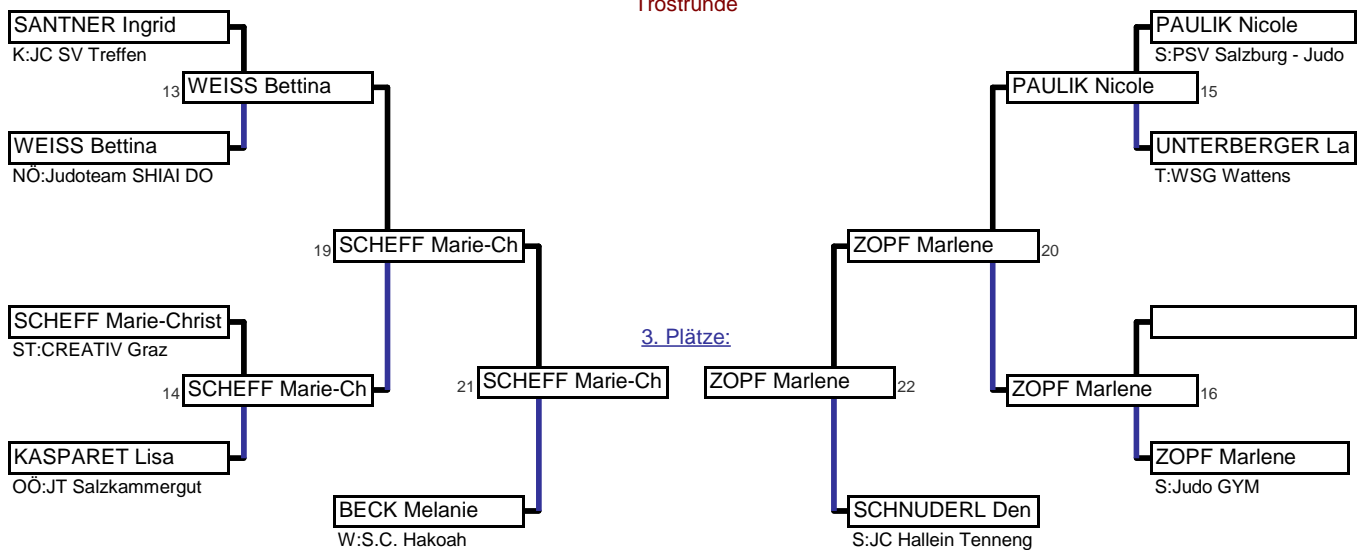 Trostrunde
SANTNER Ingrid
K:JC SV Treffen
13 WEISS Bettina
WEISS Bettina
NÖ:Judoteam SHIAI DO
19 SCHEFF Marie-Ch
SCHEFF Marie-Christ
ST:CREATIV Graz
14 SCHEFF Marie-Ch
21 SCHEFF Marie-Ch
KASPARET Lisa
OÖ:JT Salzkammergut
BECK Melanie
W:S.C. Hakoah
3. Plätze:
PAULIK Nicole
S:PSV Salzburg - Judo
PAULIK Nicole 15
UNTERBERGER La
T:WSG Wattens
ZOPF Marlene 20
ZOPF Marlene 22
ZOPF Marlene 16
ZOPF Marlene
S:Judo GYM
SCHNUDERL Den
S:JC Hallein Tenneng